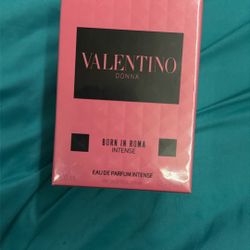 VALENTINO
DONNA
BORN IN ROMA
INTENSE
EAU DE PARFUM INTENSE